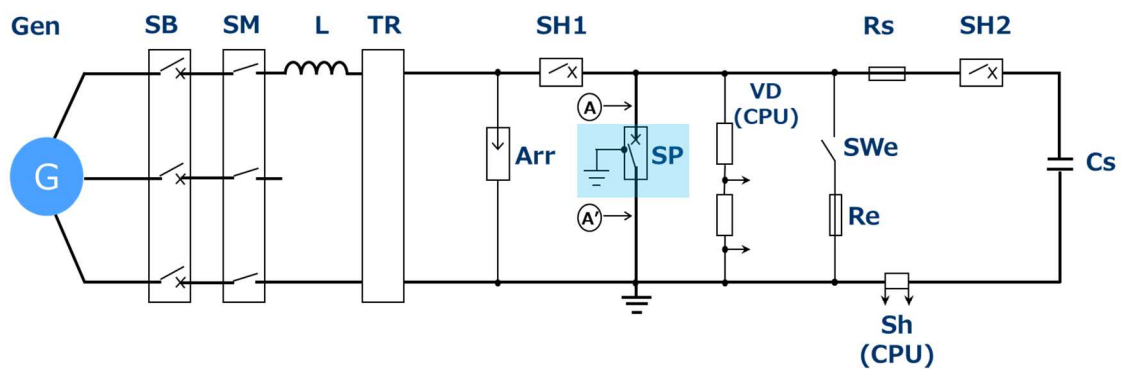 Gen
SB
SM
L
TR
SH1
Rs
SH2
A
VD
(CPU)
G
Arr
SP
SWe
Cs
A'
Re
Sh
(CPU)